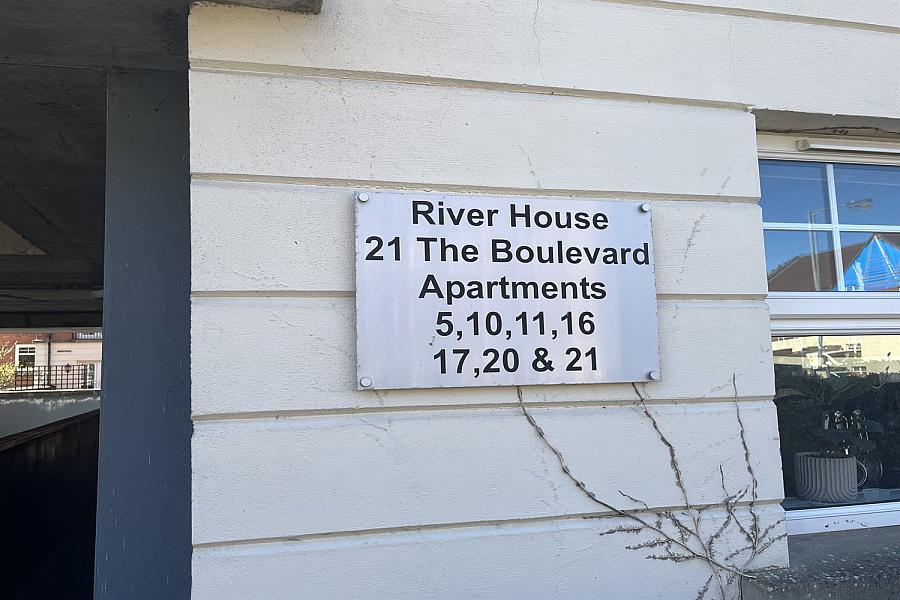 River House
21 The Boulevard
Apartments
5,10,11,16
17,20 & 21